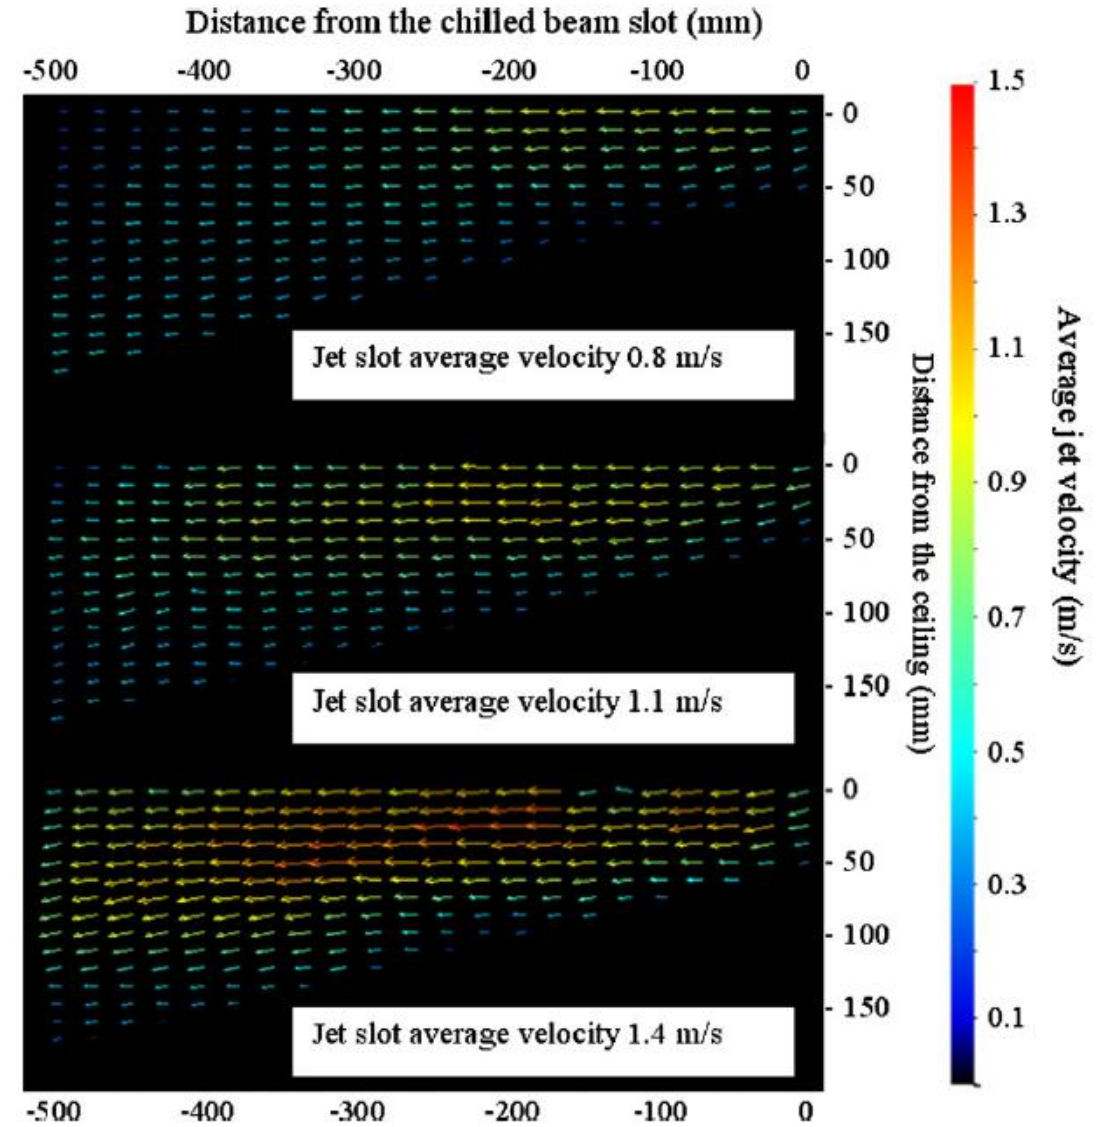 Distance from the chilled beam slot (mm)
-500 -400 -300 -200 -100 0
- 0
- 50
- 100
- 150
Jet slot average velocity 0.8 m/s
- 0
- 50
- 100
- 150
Jet slot average velocity 1.1 m/s
- 0
- 50
- 100
- 150
Jet slot average velocity 1.4 m/s
-500 -400 -300 -200 -100 0
Distance from the ceiling (mm)
1.5
1.3
1.1
0.9
0.7
0.5
0.3
0.1
Average jet velocity (m/s)